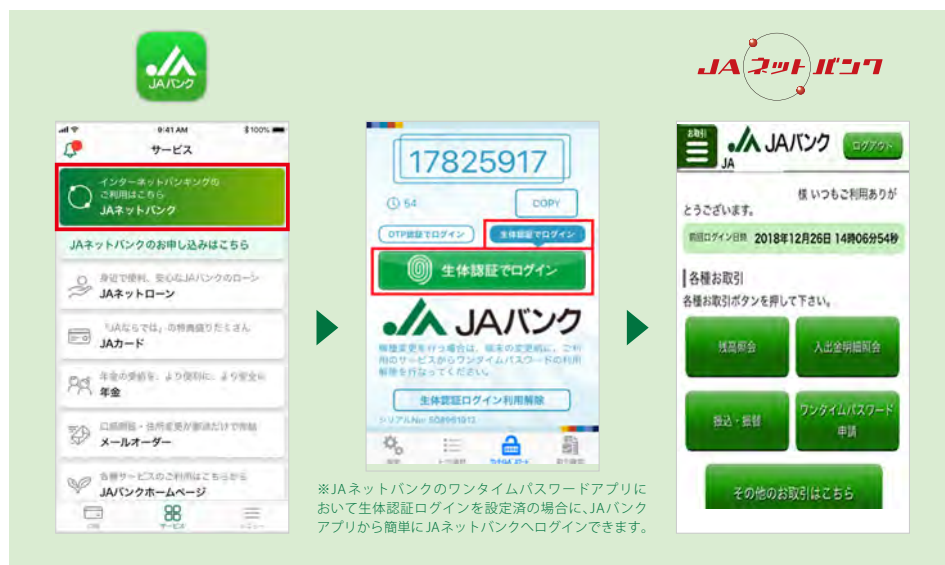 JAバンク
JAネットバンク
9:41 AM
100%
サービス
インターネットバンキングの
ご利用はこちら
JAネットバンク
JAネットバンクのお申し込みはこちら
身近で便利、安心なJAバンクのローン
JAネットローン
「JAならでは」の特典盛りだくさん
JAカード
年金の受給を、より便利に、より安全に
年金
口座開設・住所変更が郵送だけで完結
メールオーダー
各種サービスのご利用はこちらから
JAバンクホームページ
サービス
メニュー
17825917
54
COPY
OTP認証でログイン
生体認証でログイン
生体認証でログイン
JAバンク
機種変更を行う場合は、端末の変更前に、ご利
用のサービスからワンタイムパスワードの利用
解除を行なってください。
生体認証ログイン利用解除
※JAネットバンクのワンタイムパスワードアプリに
おいて生体認証ログインを設定済の場合に、JAバンク
アプリから簡単にJAネットバンクへログインできます。
お取引
JA
JAバンク
ログアウト
様 いつもご利用ありが
とうございます。
前回ログイン日時 2018年12月26日 14時06分54秒
各種お取引
各種お取引ボタンを押して下さい。
残高照会
入出金明細照会
振込・振替
ワンタイムパスワード
申請
その他のお取引はこちら